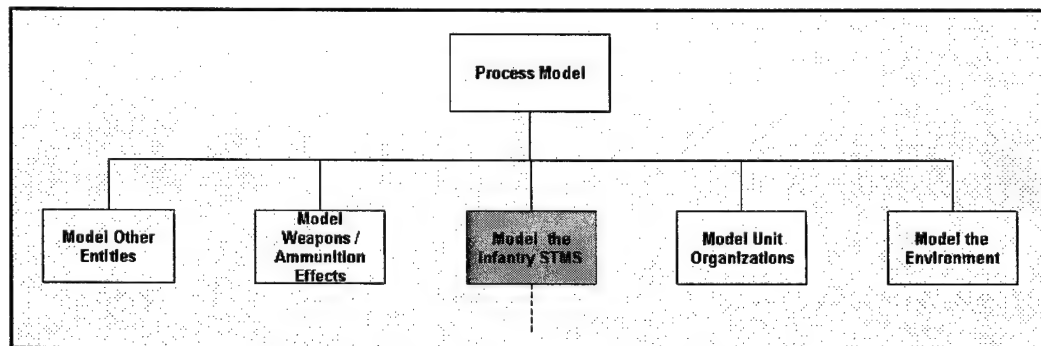 Process Model
Model Other
Entities
Model
Weapons /
Ammunition
Effects
Model the
Infantry STMS
Model Unit
Organizations
Model the
Environment